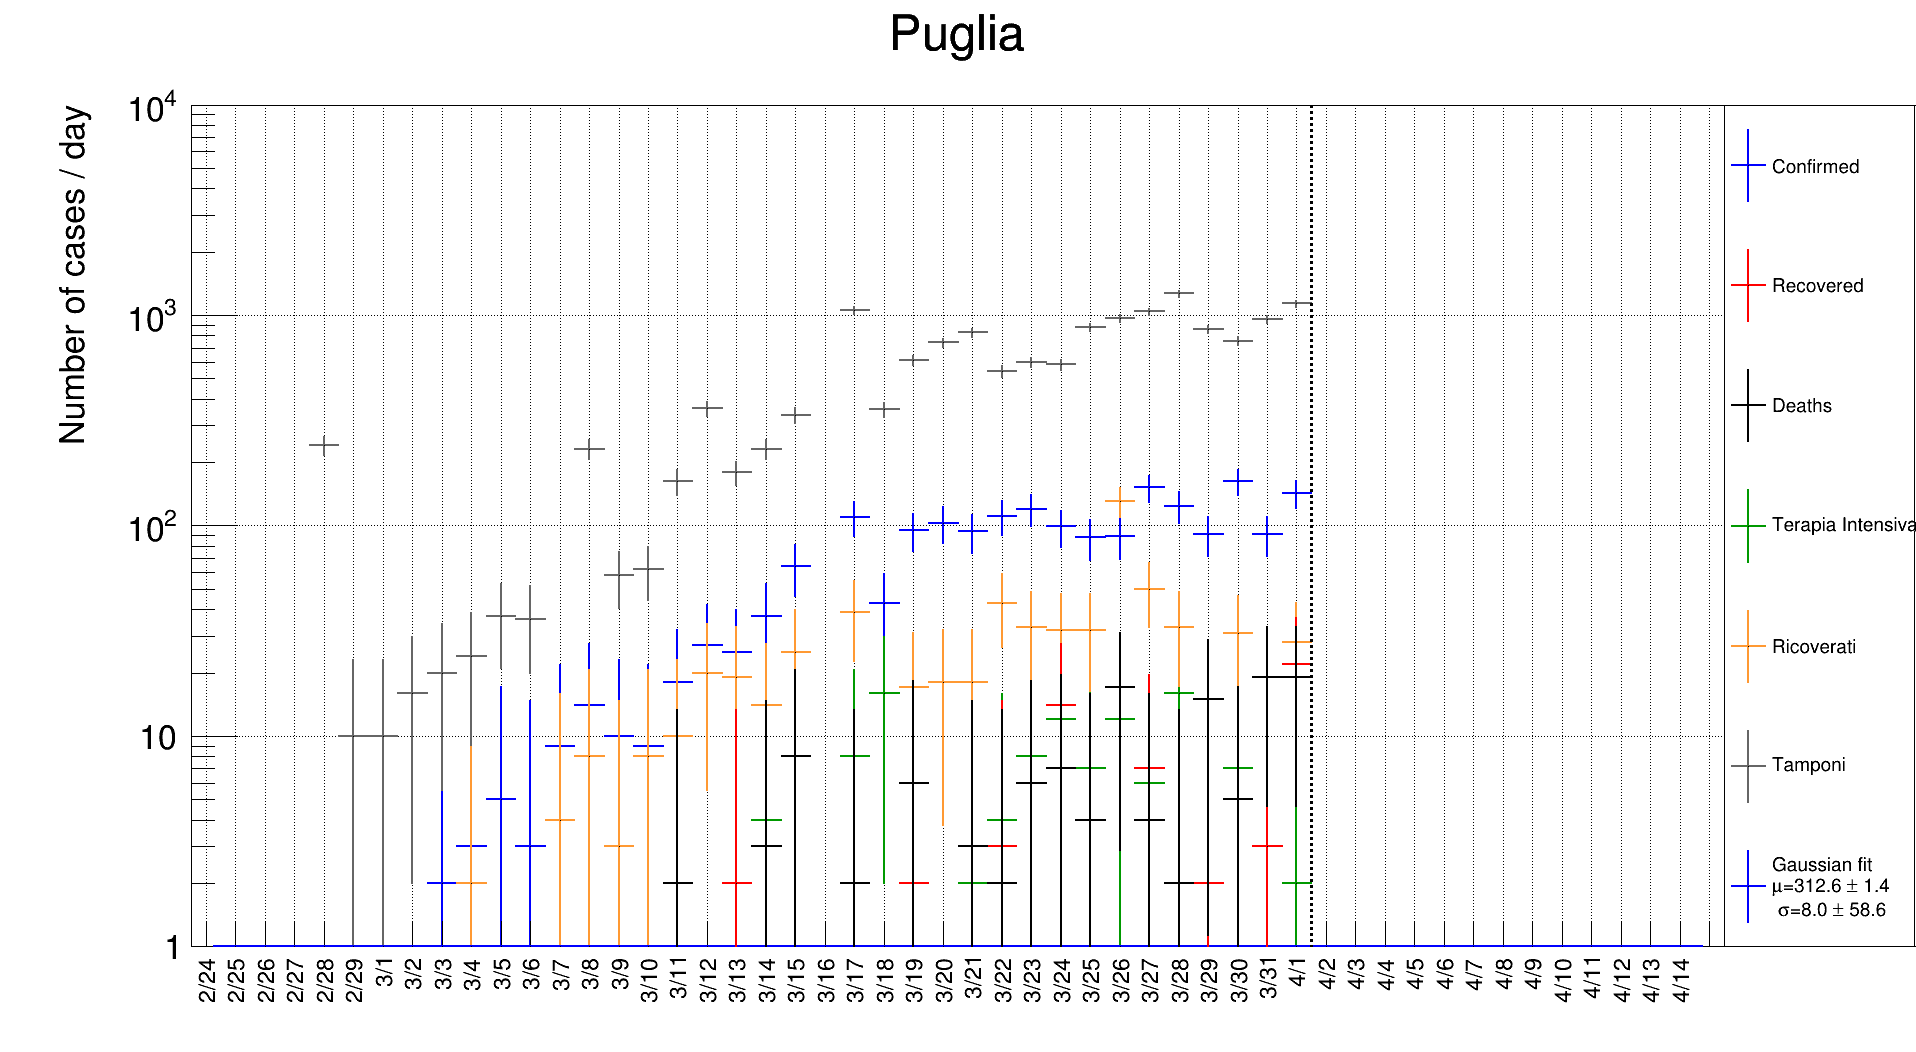 Puglia
Number of cases / day
10^4
10^3
10^2
10
1
2/24 2/25 2/26 2/27 2/28 2/29 3/1 3/2 3/3 3/4 3/5 3/6 3/7 3/8 3/9 3/10 3/11 3/12 3/13 3/14 3/15 3/16 3/17 3/18 3/19 3/20 3/21 3/22 3/23 3/24 3/25 3/26 3/27 3/28 3/29 3/30 3/31 4/1 4/2 4/3 4/4 4/5 4/6 4/7 4/8 4/9 4/10 4/11 4/12 4/13 4/14
Confirmed
Recovered
Deaths
Terapia Intensiva
Ricoverati
Tamponi
Gaussian fit
μ=312.6 ± 1.4
σ=8.0 ± 58.6